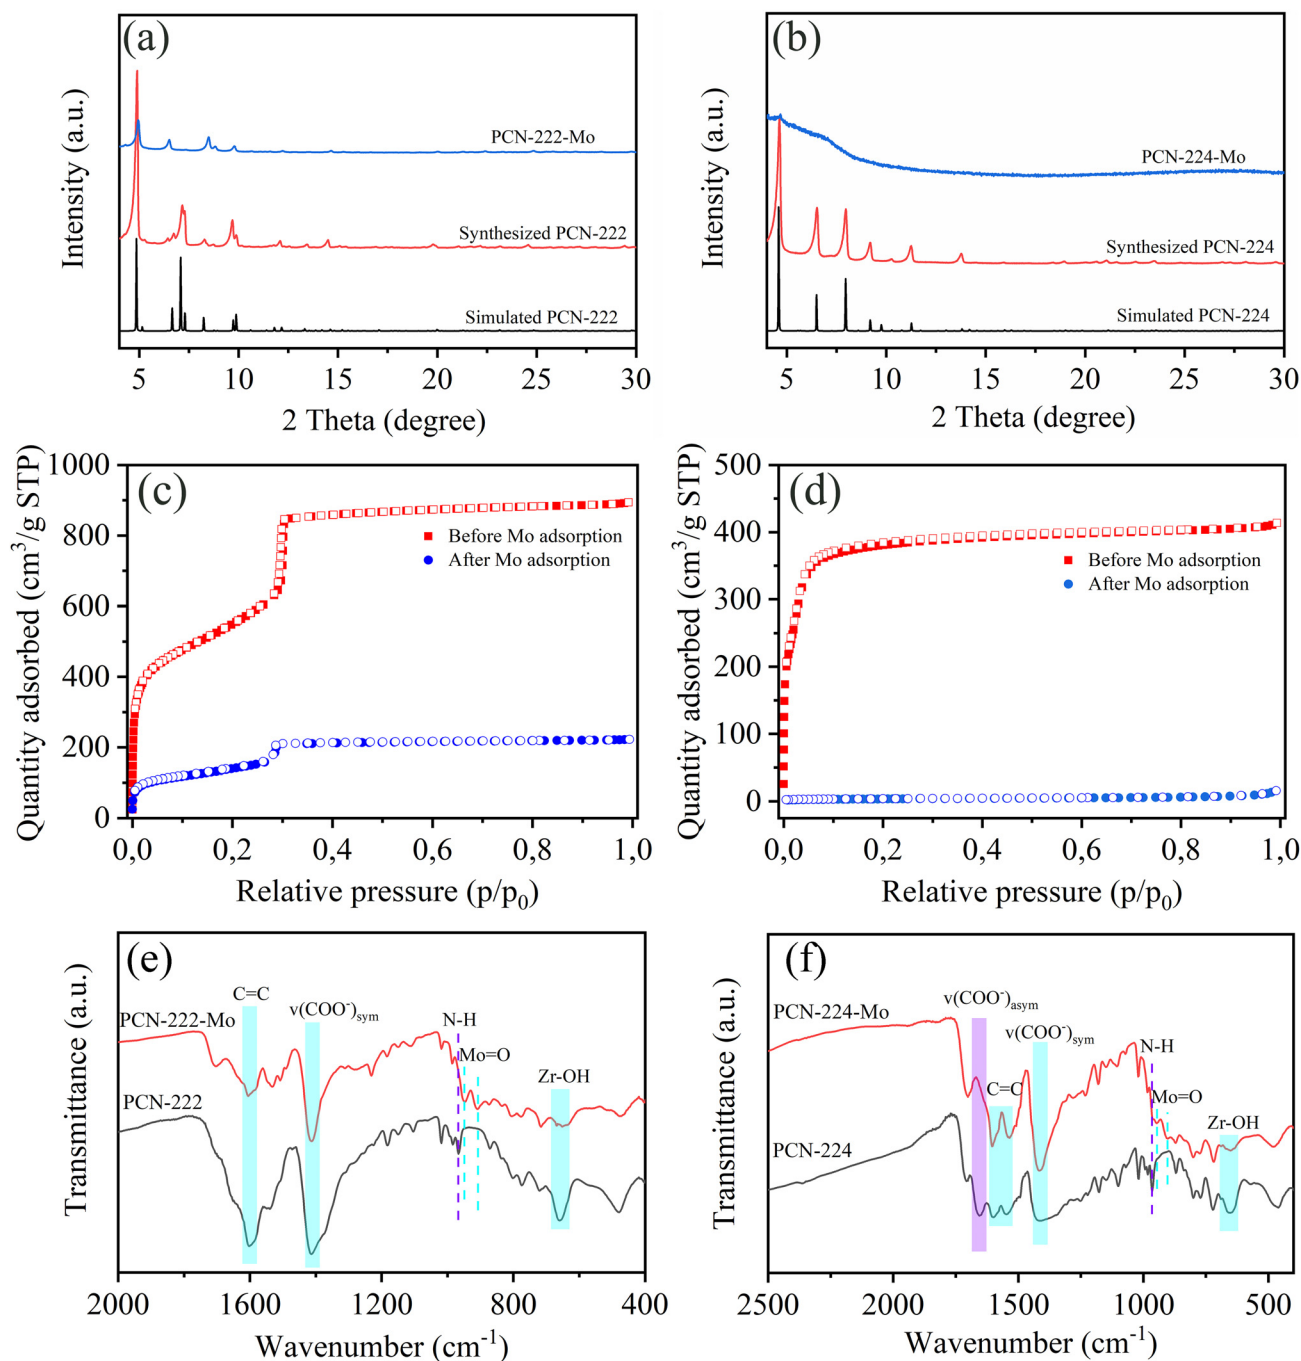 (a)
Intensity (a.u.)
PCN-222-Mo
Synthesized PCN-222
Simulated PCN-222
5 10 15 20 25 30
2 Theta (degree)
(b)
Intensity (a.u.)
PCN-224-Mo
Synthesized PCN-224
Simulated PCN-224
5 10 15 20 25 30
2 Theta (degree)
(c)
Quantity adsorbed (cm³/g STP)
1000
800
600
400
200
0
Before Mo adsorption
After Mo adsorption
0,0 0,2 0,4 0,6 0,8 1,0
Relative pressure (p/p₀)
(d)
Quantity adsorbed (cm³/g STP)
500
400
300
200
100
0
Before Mo adsorption
After Mo adsorption
0,0 0,2 0,4 0,6 0,8 1,0
Relative pressure (p/p₀)
(e)
Transmittance (a.u.)
C=C
v(COO⁻)sym
N-H
Mo=O
Zr-OH
PCN-222-Mo
PCN-222
2000 1600 1200 800 400
Wavenumber (cm⁻¹)
(f)
Transmittance (a.u.)
v(COO⁻)asym
v(COO⁻)sym
C=C
N-H
Mo=O
Zr-OH
PCN-224-Mo
PCN-224
2500 2000 1500 1000 500
Wavenumber (cm⁻¹)